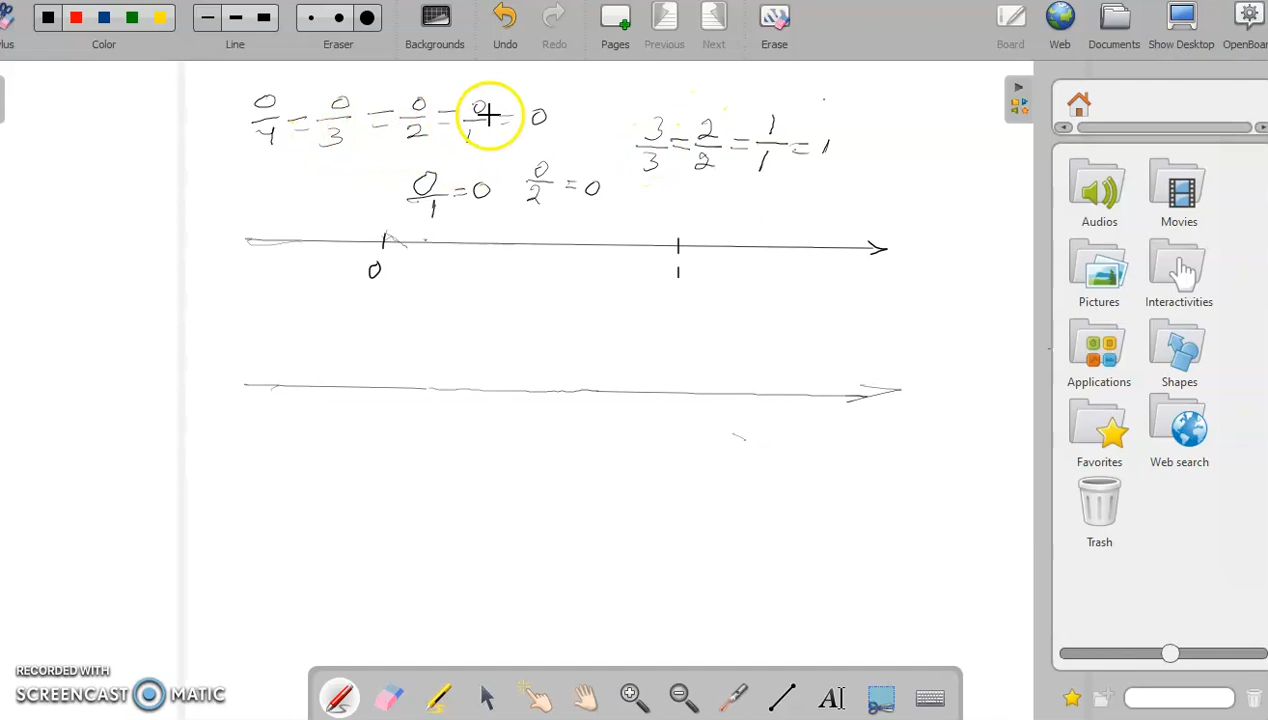 ylus
Color
Line
Eraser
Backgrounds
Undo
Redo
Pages
Previous
Next
Erase
Board
Web
Documents
Show Desktop
OpenBoar
0/4 = 0/3 = 0/2 = 0/1 = 0
3/3 = 2/2 = 1/1 = 1
0/1 = 0 0/2 = 0
0 1
Audios
Movies
Pictures
Interactivities
Applications
Shapes
Favorites
Web search
Trash
RECORDED WITH
SCREENCAST MATIC